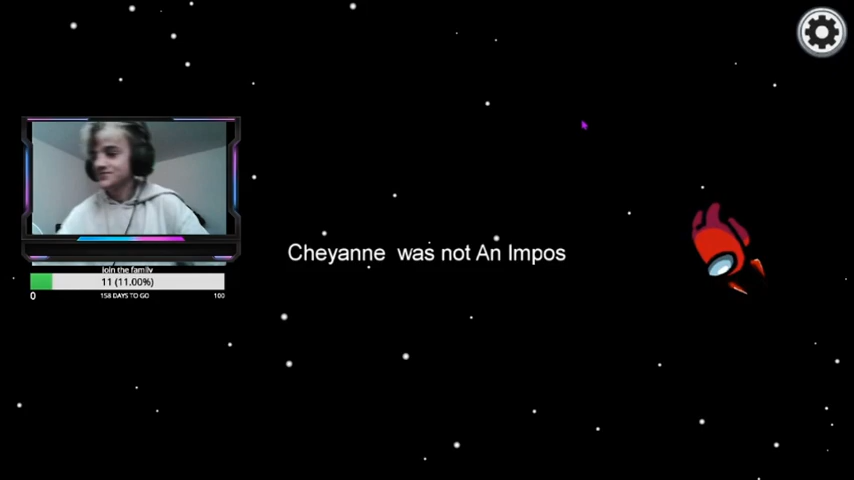 Cheyanne was not An Impos
join the family
11 (11.00%)
0 158 DAYS TO GO 100